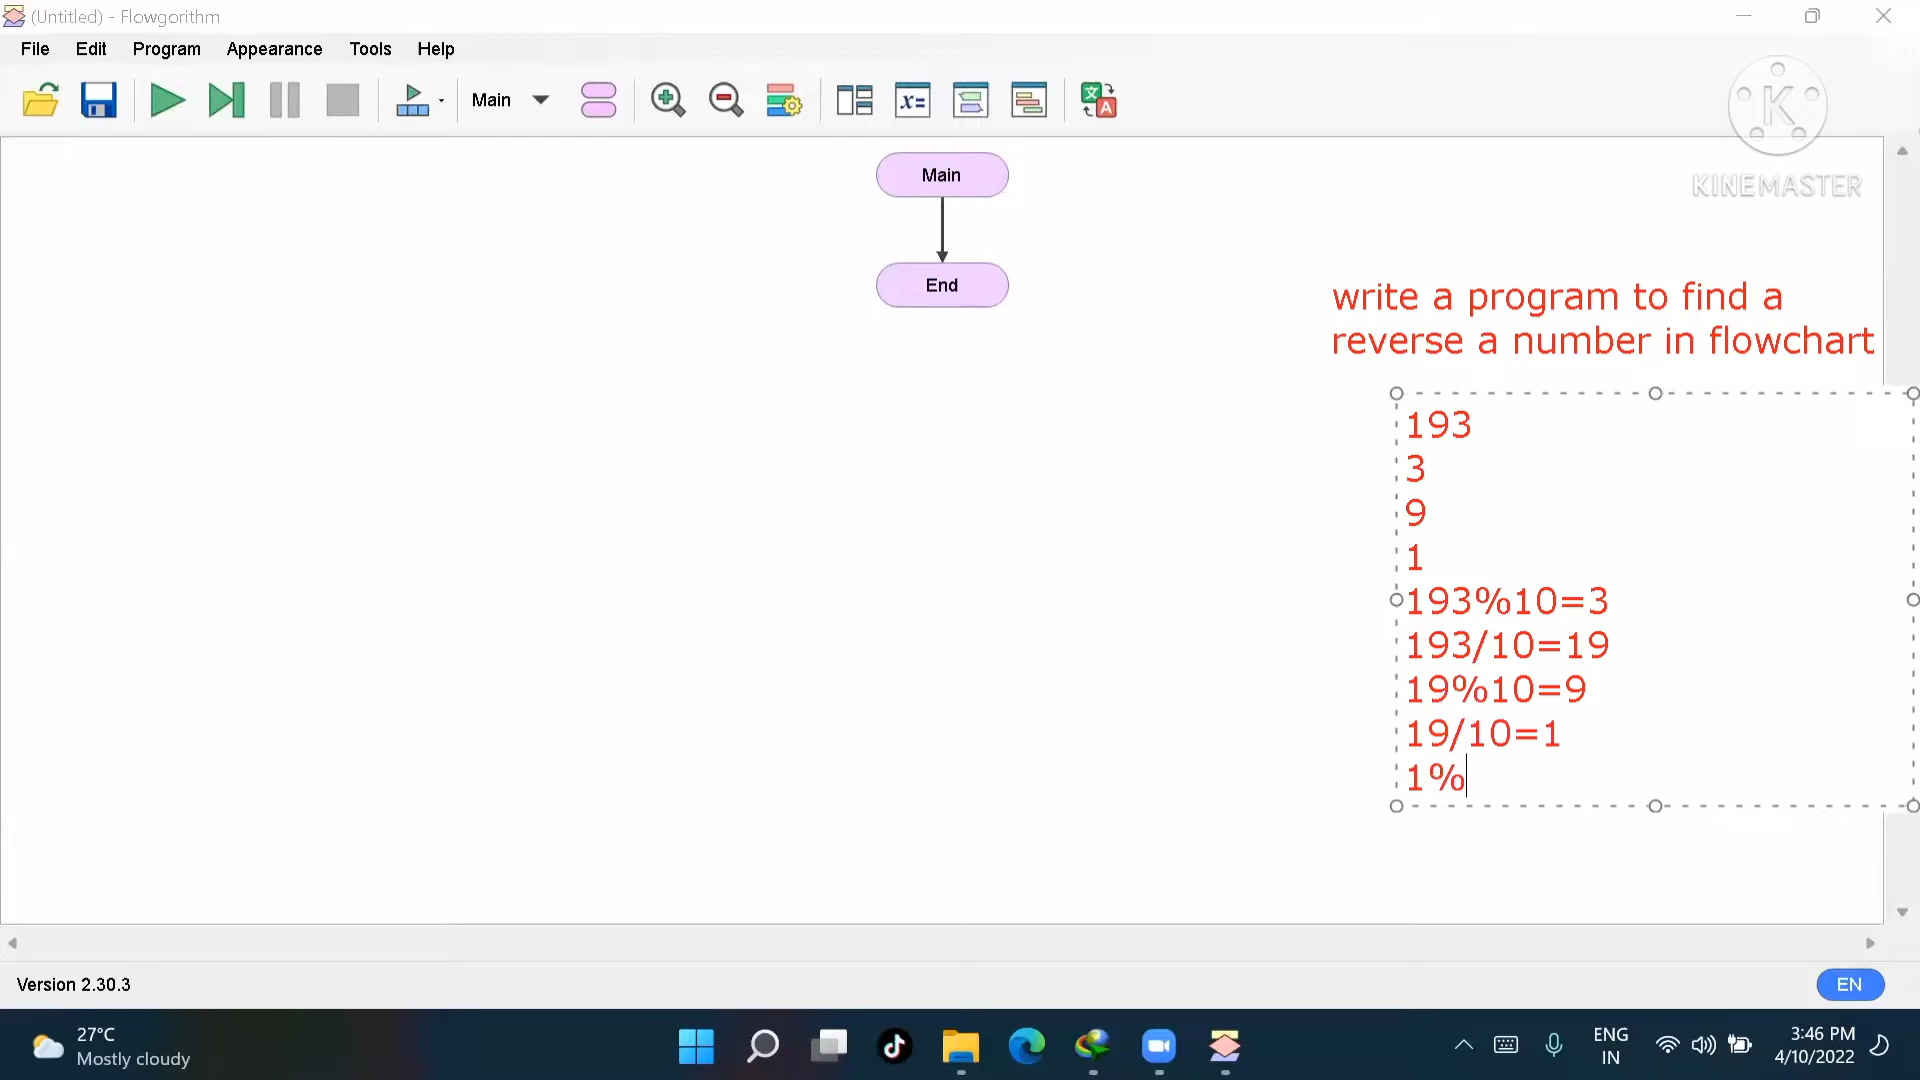 (Untitled) - Flowgorithm
File Edit Program Appearance Tools Help
Main
x=
文 A
K
KINEMASTER
Main
End
write a program to find a
reverse a number in flowchart
193
3
9
1
193%10=3
193/10=19
19%10=9
19/10=1
1%
Version 2.30.3
EN
27°C
Mostly cloudy
ENG
IN
3:46 PM
4/10/2022